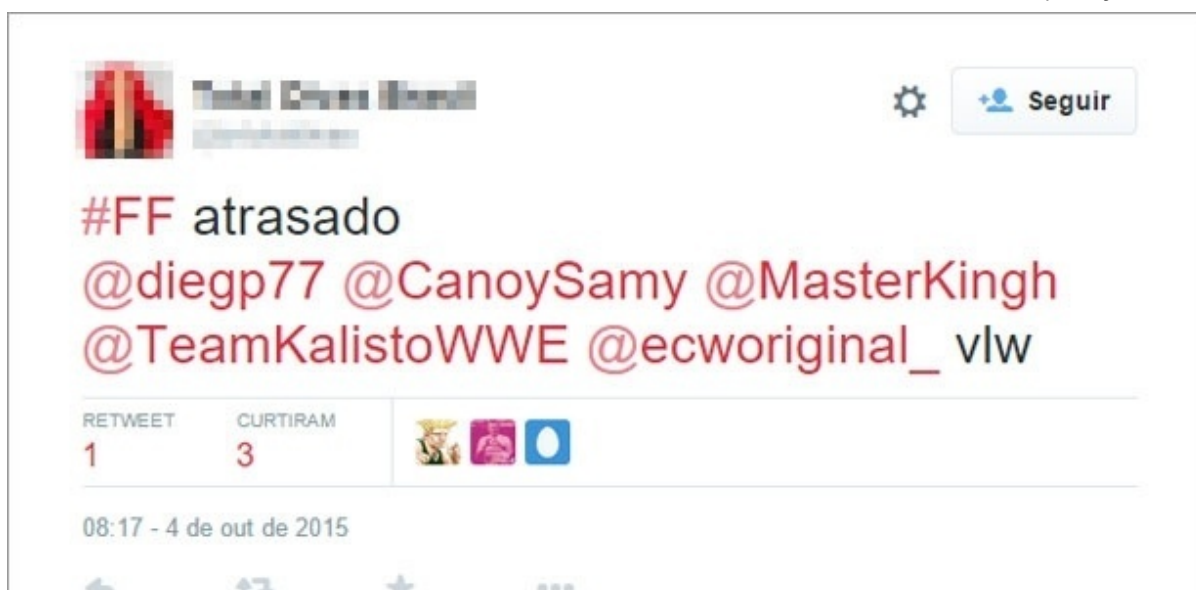 Seguir
#FF atrasado
@diegp77 @CanoySamy @MasterKingh
@TeamKalistoWWE @ecworiginal_ vlw
RETWEET CURTIRAM
1 3
08:17 - 4 de out de 2015